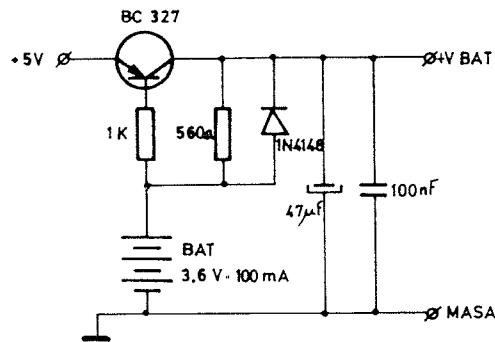 BC 327
+5V
+V BAT
1K
560Ω
1N4148
47µF
100nF
BAT
3,6 V - 100 mA
MASA